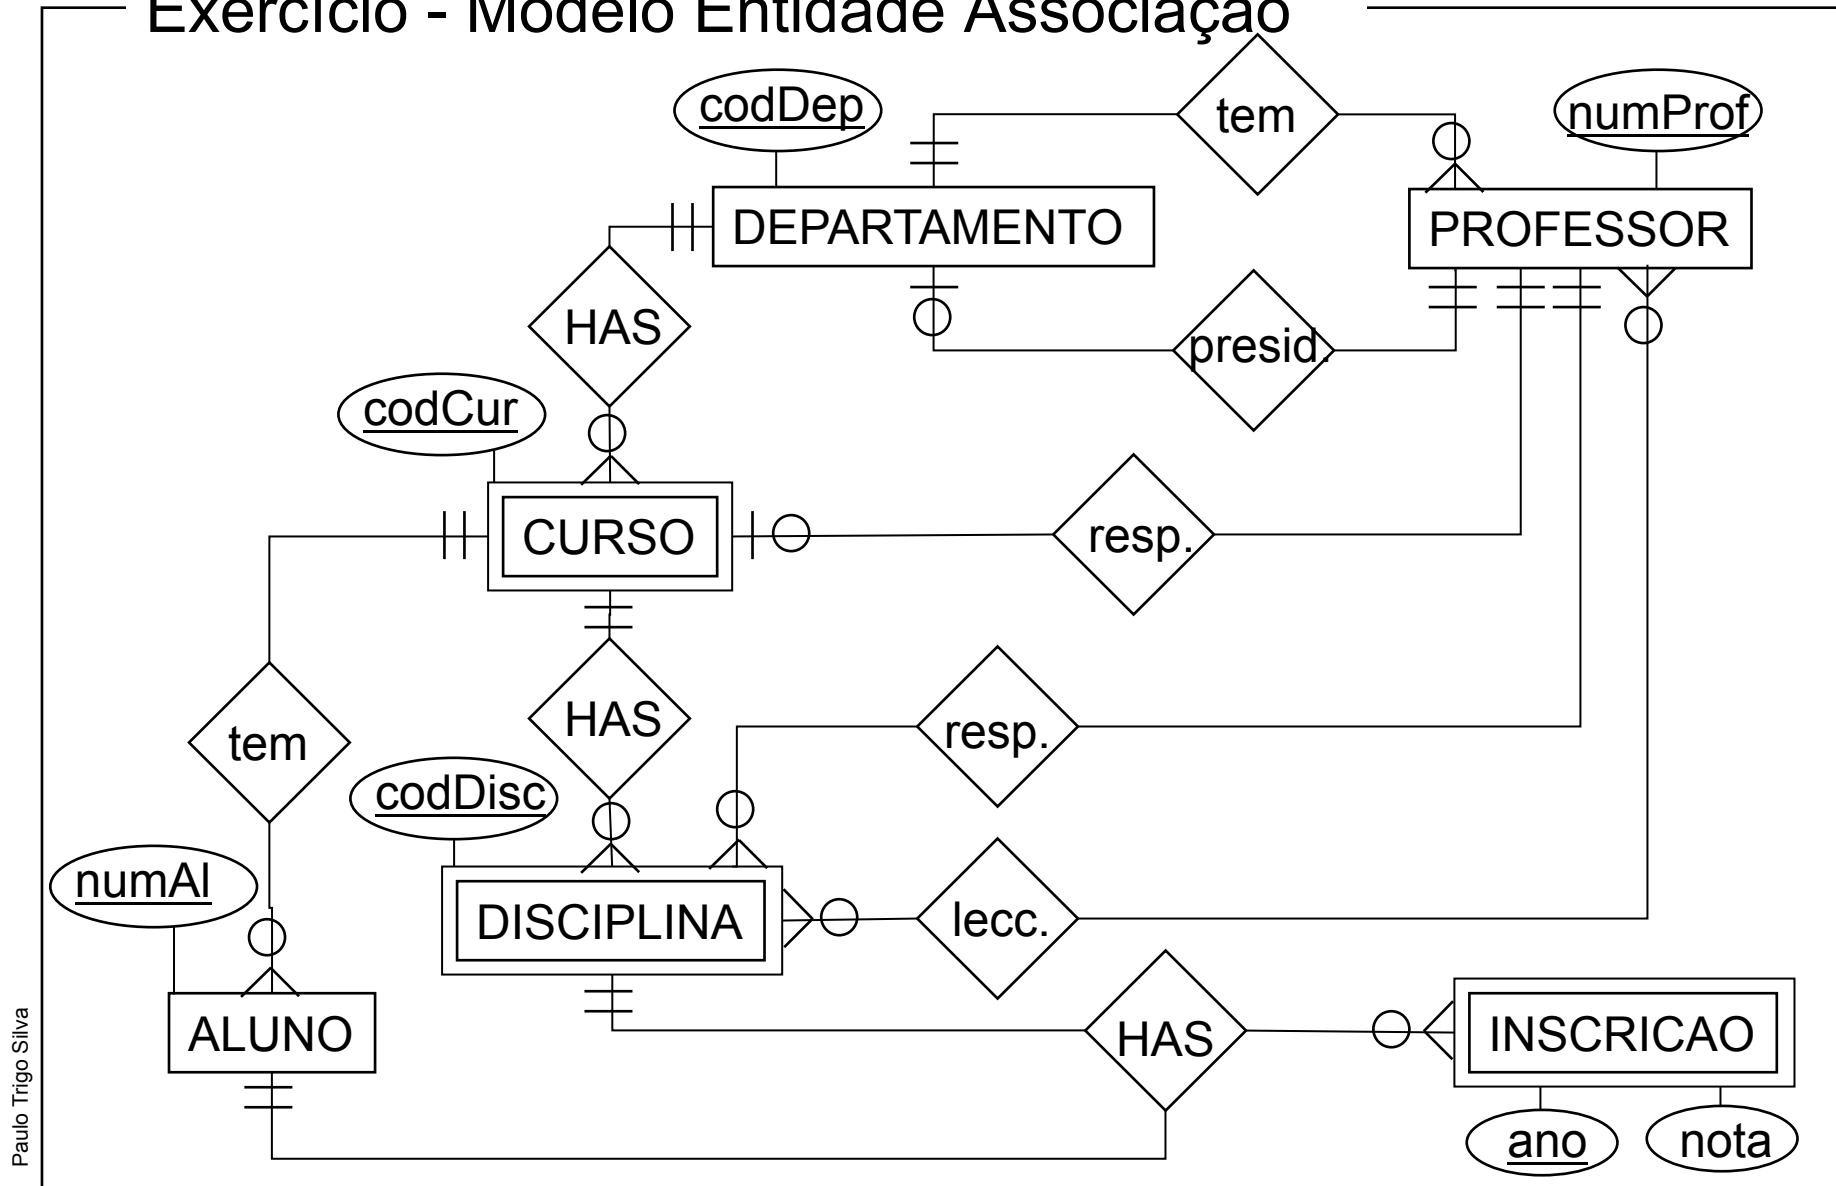 Exercício - Modelo Entidade Associação
codDep
tem
numProf
DEPARTAMENTO
PROFESSOR
HAS
presid.
codCur
CURSO
resp.
HAS
tem
resp.
codDisc
numAl
DISCIPLINA
lecc.
ALUNO
HAS
INSCRICAO
ano
nota
Paulo Trigo Silva